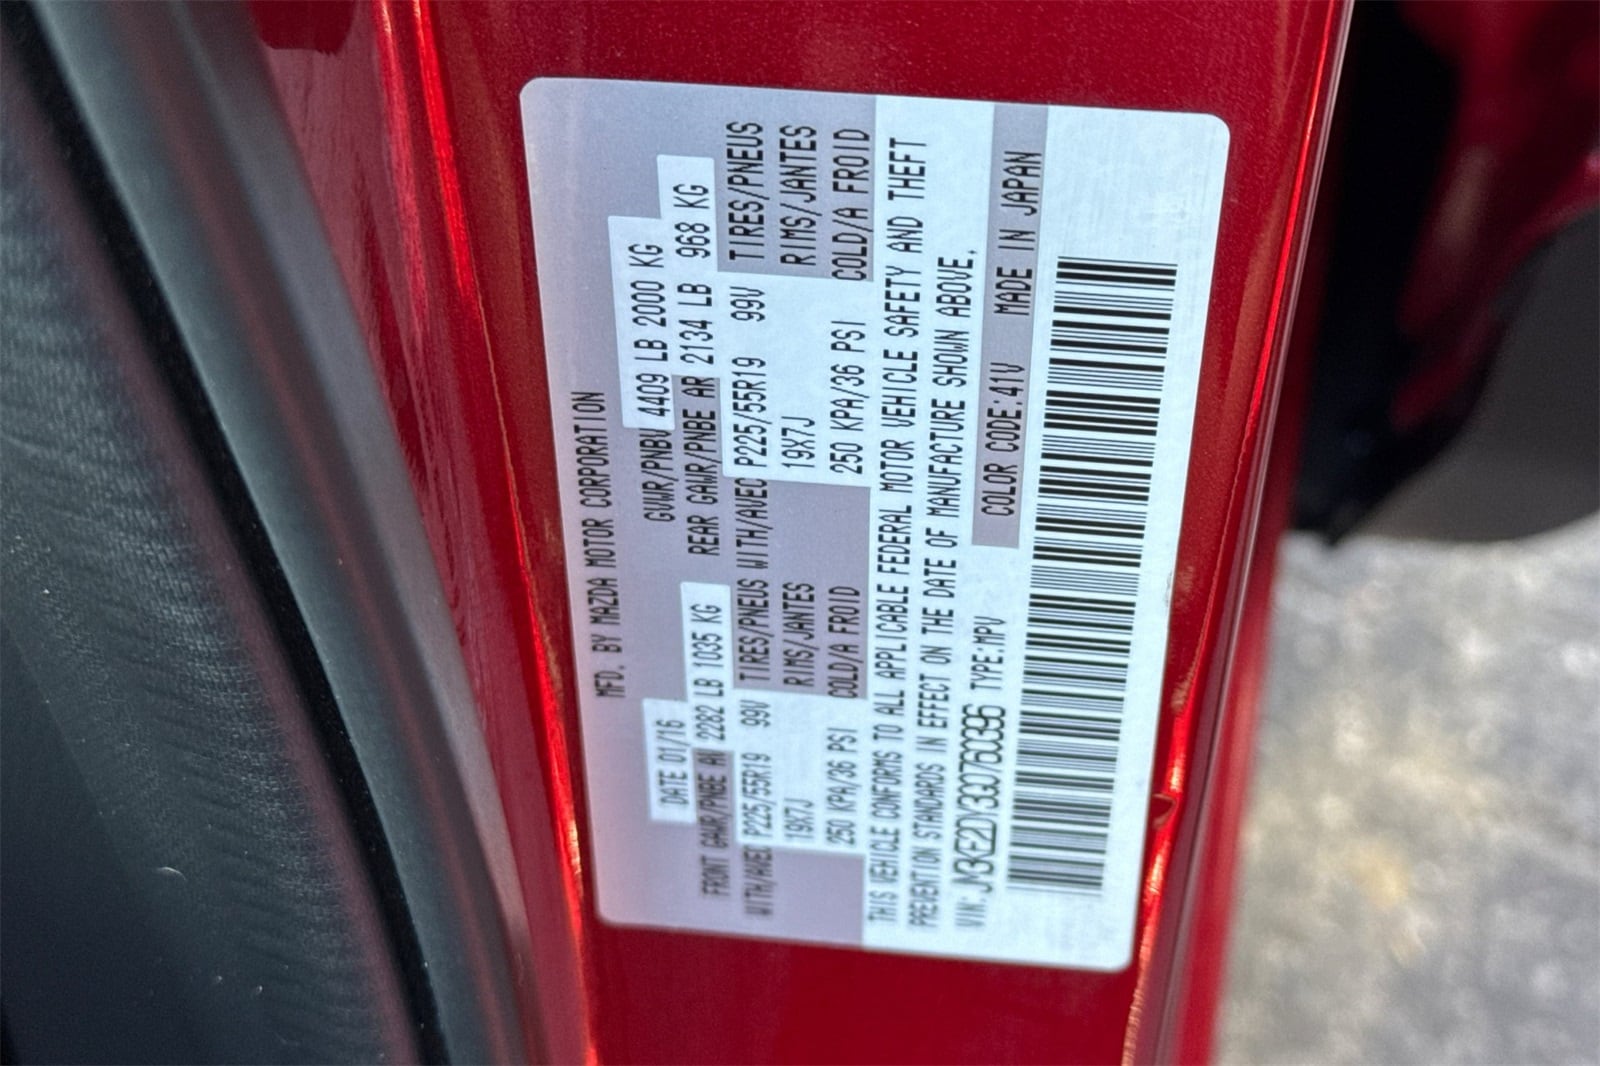 MFD. BY MAZDA MOTOR CORPORATION
DATE 01/16 GVWR/PNBV 4409 LB 2000 KG
FRONT GAWR/PNBE AV 2282 LB 1035 KG REAR GAWR/PNBE AR 2134 LB 968 KG
WITH/AVEC P225/55R19 99V TIRES/PNEUS WITH/AVEC P225/55R19 99V TIRES/PNEUS
19X7J RIMS/JANTES 19X7J RIMS/JANTES
250 KPA/36 PSI COLD/A FROID 250 KPA/36 PSI COLD/A FROID
THIS VEHICLE CONFORMS TO ALL APPLICABLE FEDERAL MOTOR VEHICLE SAFETY AND THEFT
PREVENTION STANDARDS IN EFFECT ON THE DATE OF MANUFACTURE SHOWN ABOVE.
VIN:JM3KE2DY3G0760396 TYPE:MPV COLOR CODE:41V MADE IN JAPAN